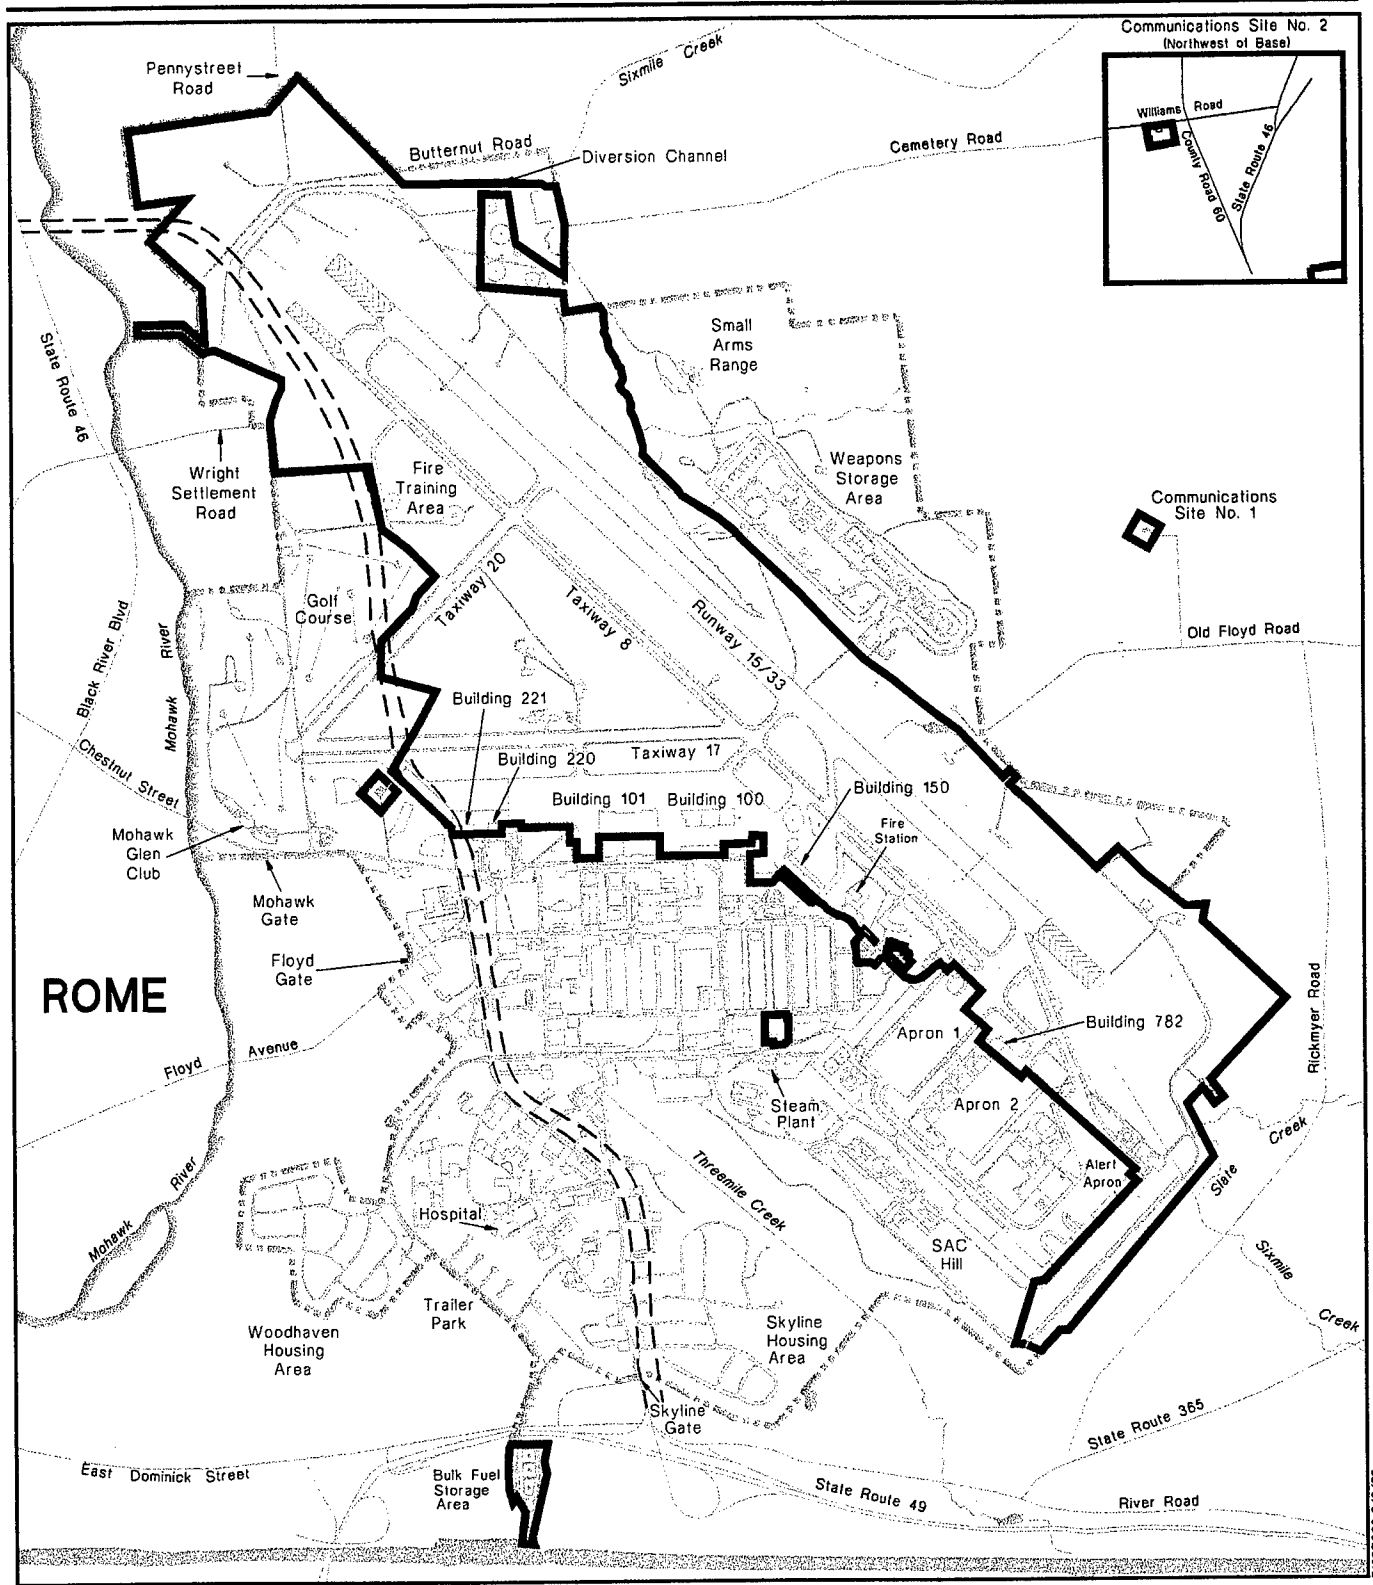 Communications Site No. 2
(Northwest of Base)
Williams Road
County Road 60
State Route 46
Pennystreet
Road
Sixmile Creek
Butternut Road
Diversion Channel
Cemetery Road
State Route 46
Small
Arms
Range
Wright
Settlement
Road
Fire
Training
Area
Weapons
Storage
Area
Communications
Site No. 1
Golf
Course
Taxiway 20
Taxiway 8
Runway 15/33
Old Floyd Road
Black River Blvd
Mohawk River
Chestnut Street
Building 221
Building 220
Taxiway 17
Building 101
Building 100
Building 150
Fire
Station
Mohawk
Glen
Club
Mohawk
Gate
Floyd
Gate
ROME
Floyd Avenue
Apron 1
Building 782
Rickmyer Road
Steam
Plant
Apron 2
Threemile Creek
Alert
Apron
Slate Creek
Mohawk River
Hospital
SAC
Hill
Sixmile Creek
Trailer
Park
Woodhaven
Housing
Area
Skyline
Housing
Area
Skyline
Gate
State Route 365
East Dominick Street
Bulk Fuel
Storage
Area
State Route 49
River Road